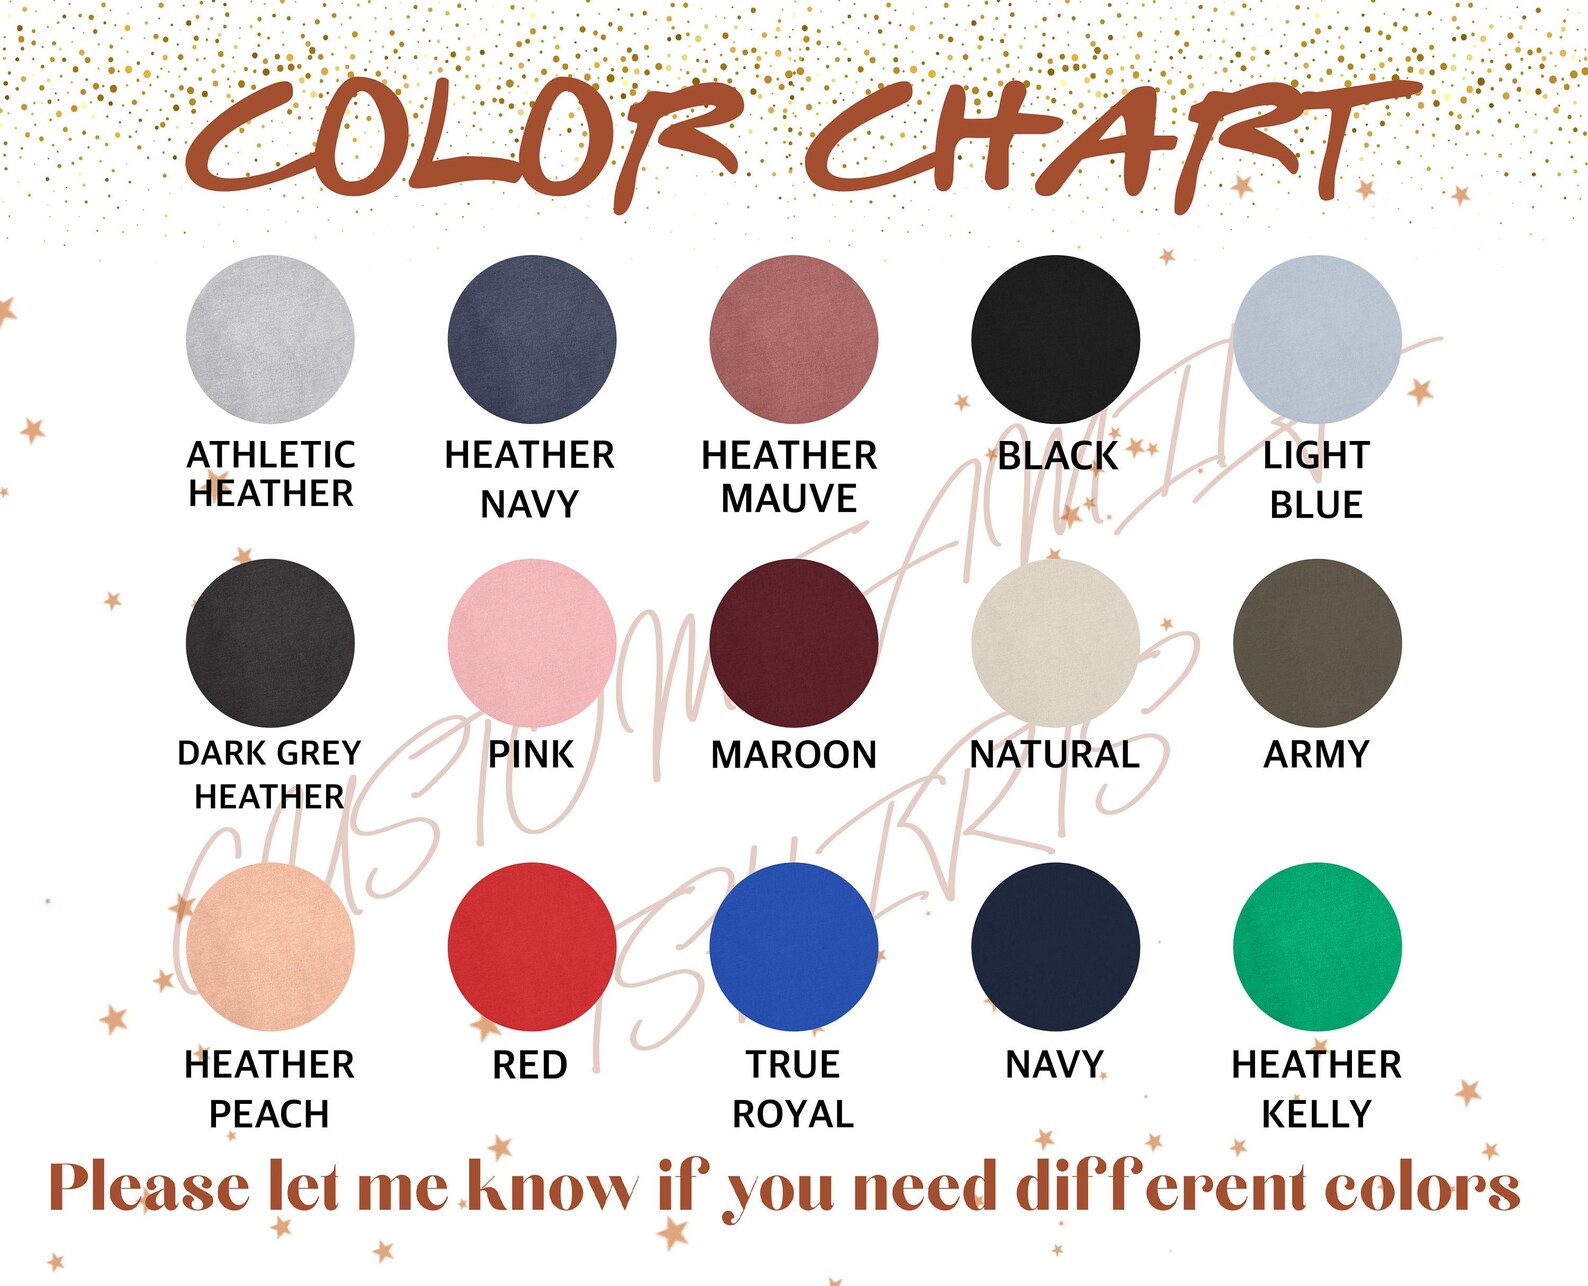 COLOR CHART
ATHLETIC
HEATHER
HEATHER
NAVY
HEATHER
MAUVE
BLACK
LIGHT
BLUE
DARK GREY
HEATHER
PINK
MAROON
NATURAL
ARMY
HEATHER
PEACH
RED
TRUE
ROYAL
NAVY
HEATHER
KELLY
Please let me know if you need different colors
CUSTOM FAMILY
TSHIRTS